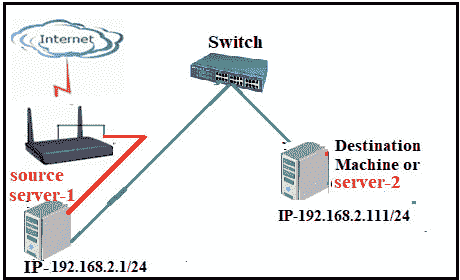 Internet
Switch
source
server-1
Destination
Machine or
server-2
IP-192.168.2.111/24
IP-192.168.2.1/24